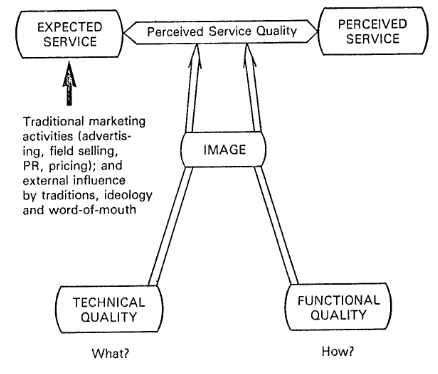 EXPECTED
SERVICE
Perceived Service Quality
PERCEIVED
SERVICE
Traditional marketing
activities (advertis-
ing, field selling,
PR, pricing); and
external influence
by traditions, ideology
and word-of-mouth
IMAGE
TECHNICAL
QUALITY
FUNCTIONAL
QUALITY
What?
How?